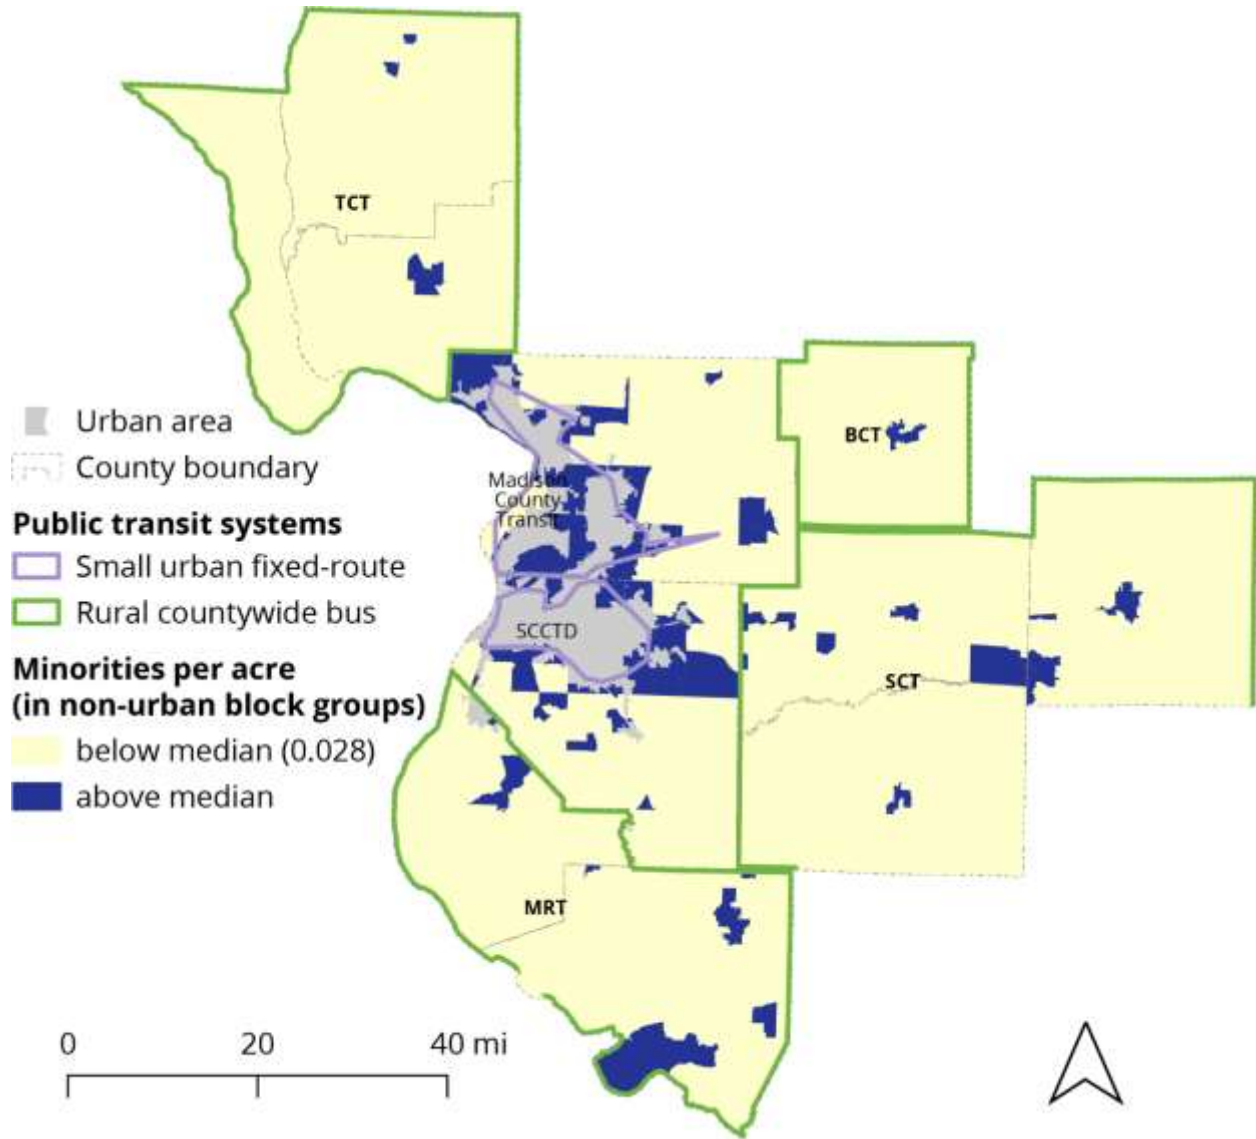 TCT
BCT
Urban area
County boundary
Madison
County
Transit
Public transit systems
Small urban fixed-route
Rural countywide bus
SCCTD
Minorities per acre
(in non-urban block groups)
SCT
below median (0.028)
above median
MRT
0 20 40 mi